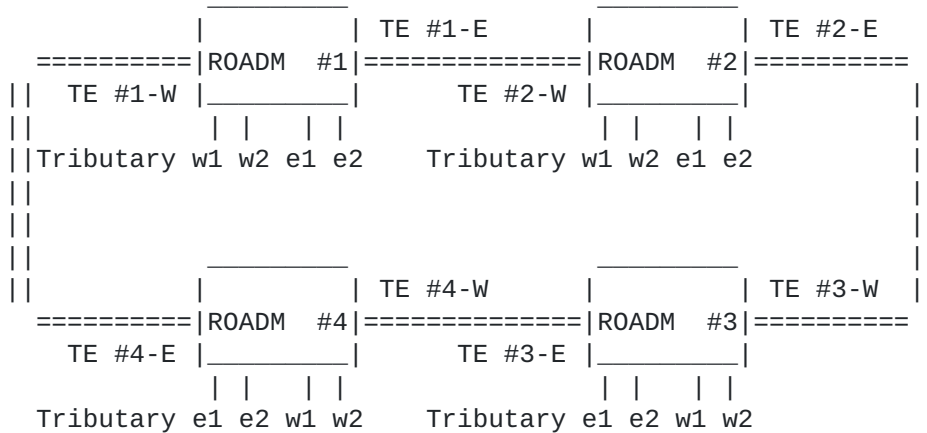 TE #1-E TE #2-E
ROADM #1 ROADM #2
TE #1-W TE #2-W
Tributary w1 w2 e1 e2 Tributary w1 w2 e1 e2
TE #4-W TE #3-W
ROADM #4 ROADM #3
TE #4-E TE #3-E
Tributary e1 e2 w1 w2 Tributary e1 e2 w1 w2